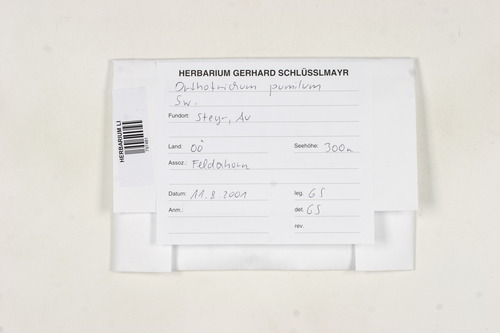 HERBARIUM GERHARD SCHLÜSSLMAYR
Orthotrichum pumilum
Sw.
Fundort: Steyr, Au
Land: OÖ Seehöhe: 300m
Assoz.: Feldahorn
Datum: 11.8.2001 leg. GS
Anm.: det. GS
rev.
HERBARIUM LI